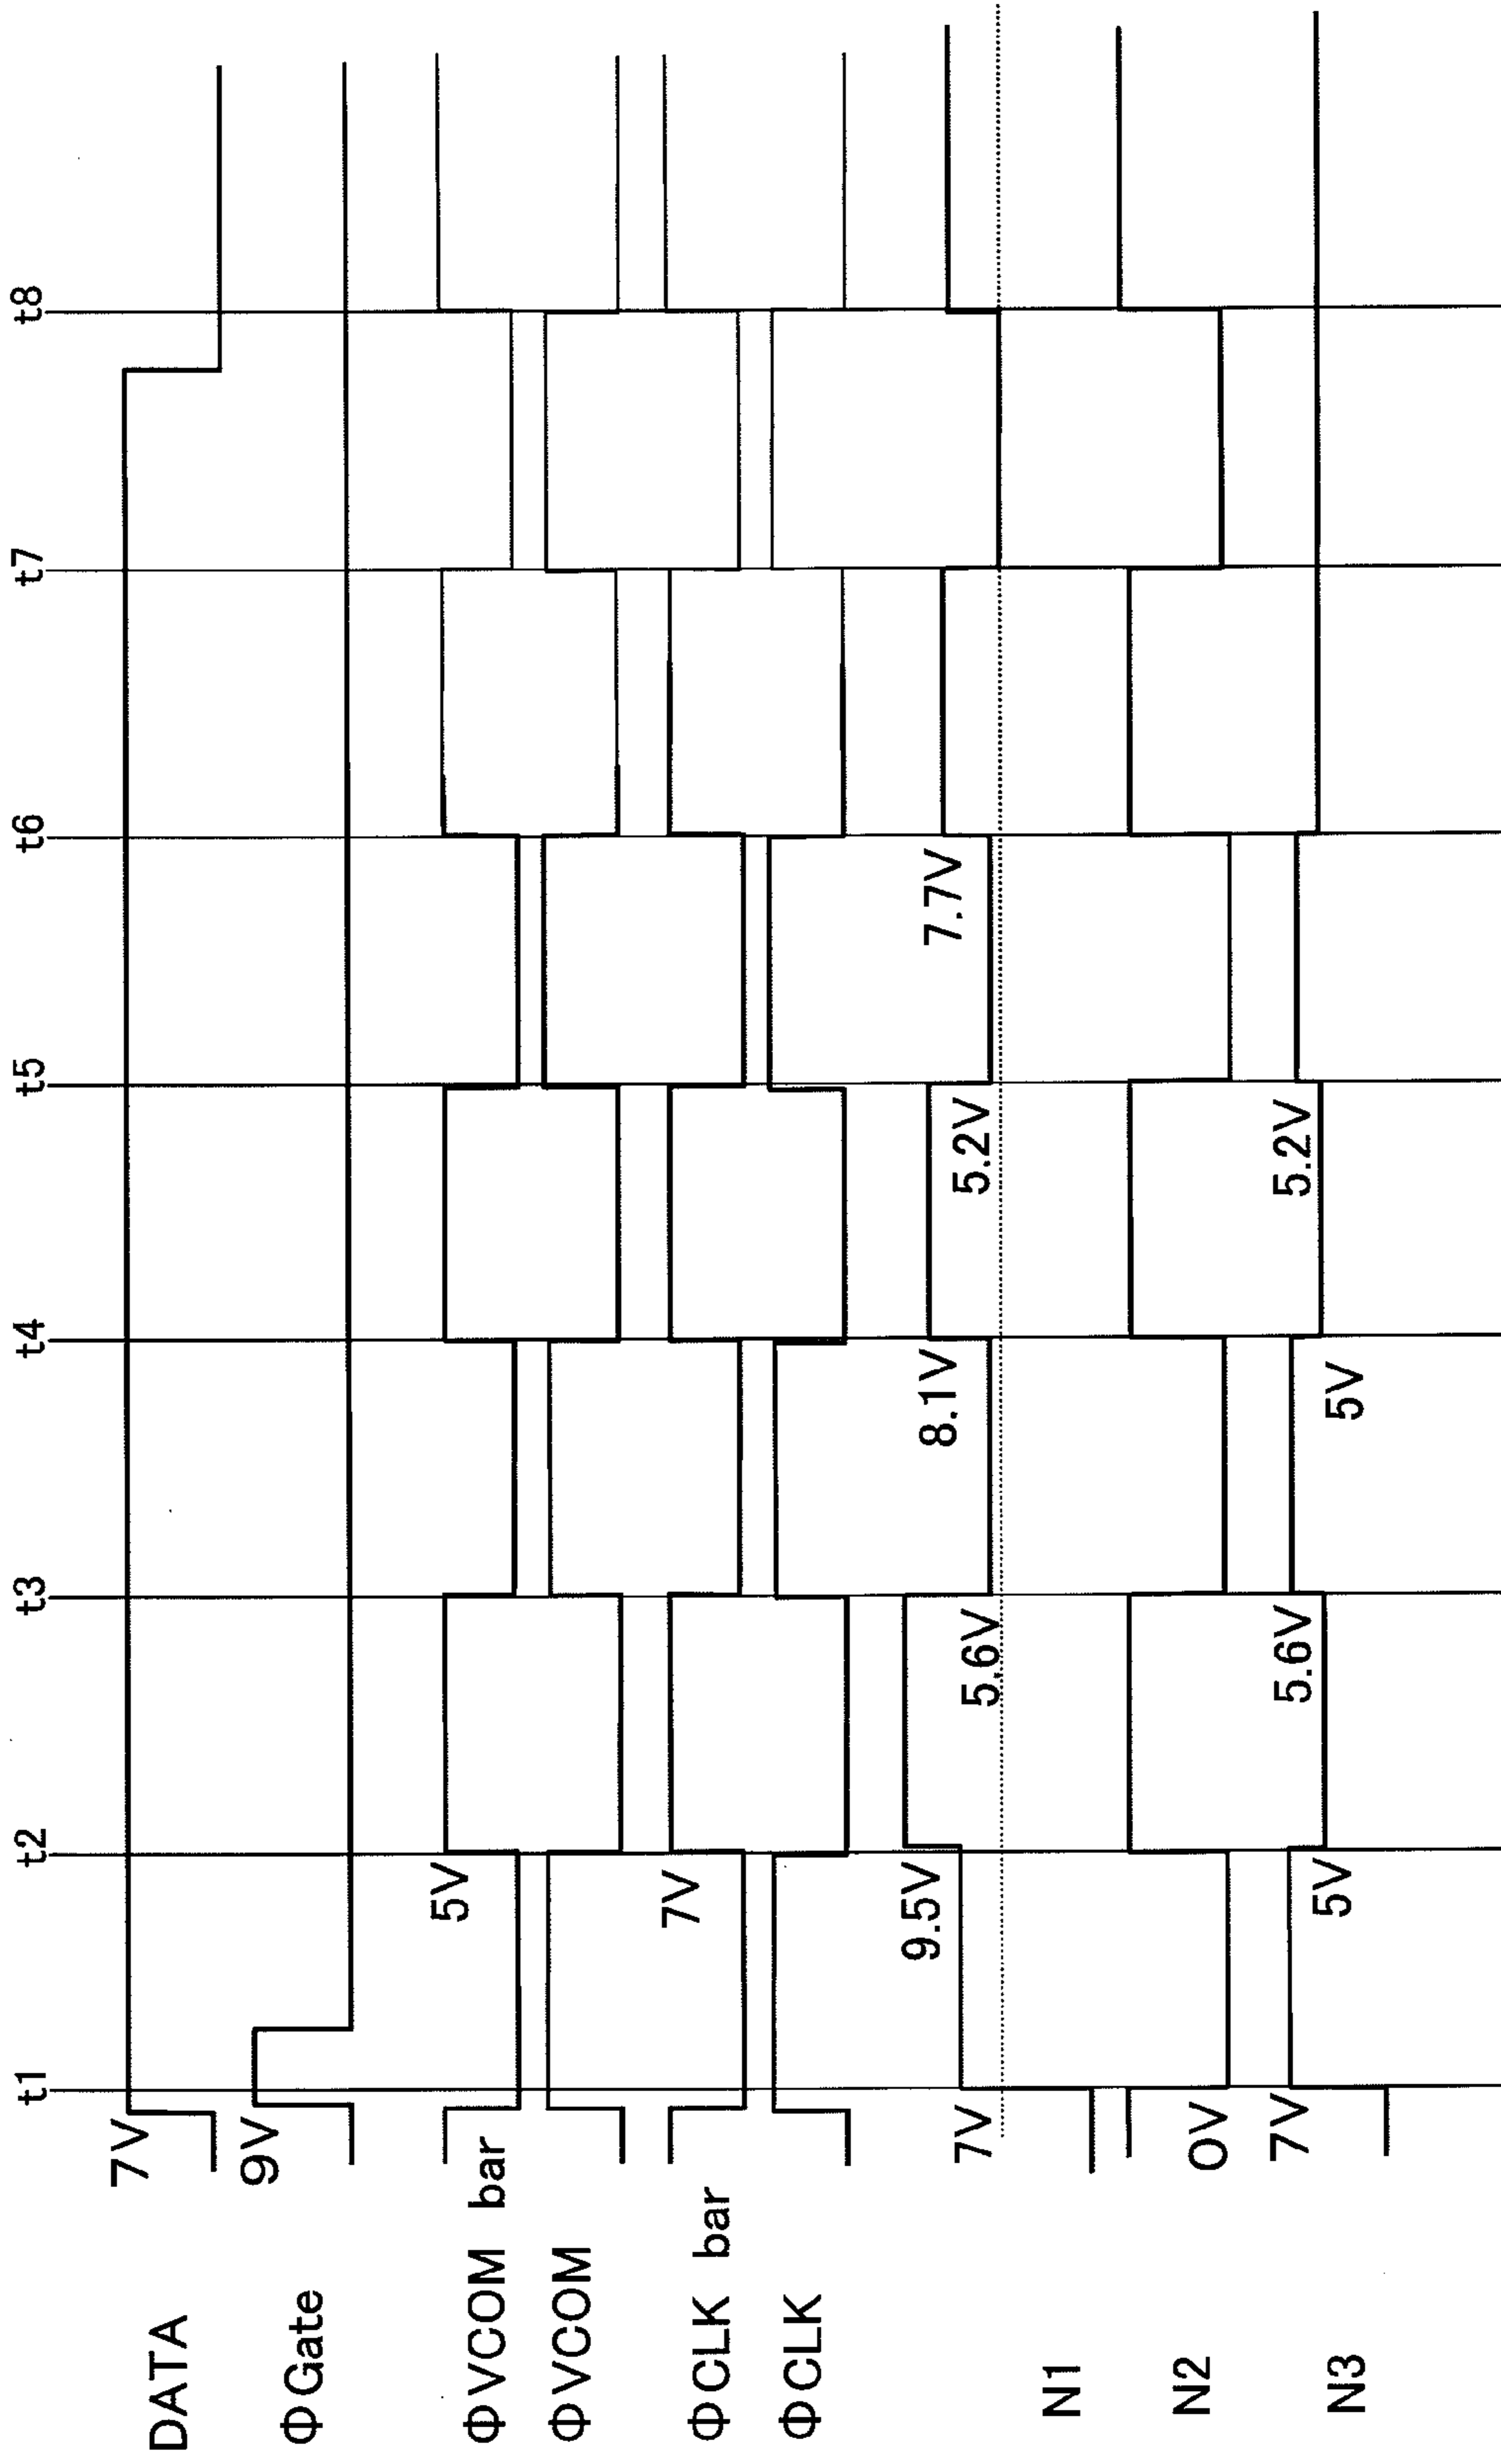 t1 t2 t3 t4 t5 t6 t7 t8
DATA 7V
ΦGate 9V
ΦVCOM bar 5V
ΦVCOM
ΦCLK bar 7V
ΦCLK
N1 7V 9.5V 5.6V 8.1V 5.2V 7.7V
N2 0V
N3 7V 5V 5.6V 5V 5.2V